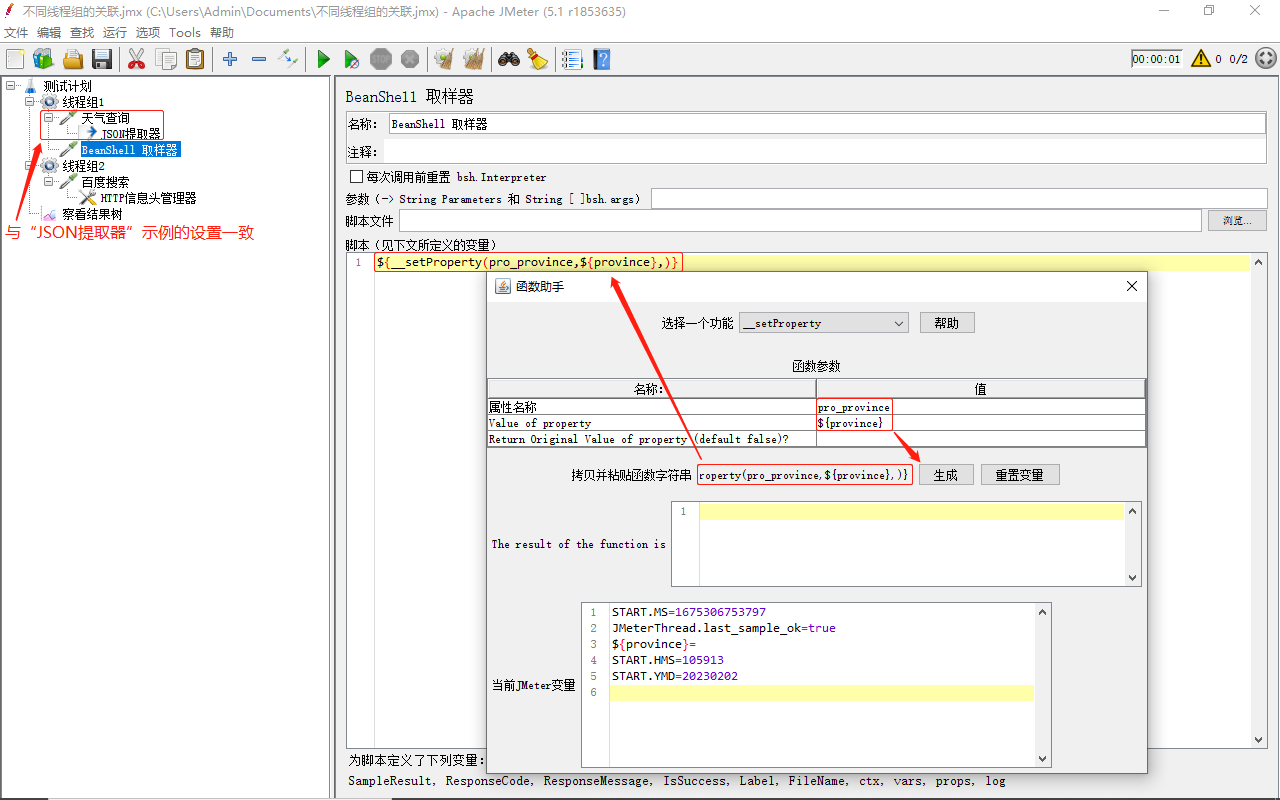 不同线程组的关联.jmx (C:\Users\Admin\Documents\不同线程组的关联.jmx) - Apache JMeter (5.1 r1853635)
文件 编辑 查找 运行 选项 Tools 帮助
STOP
00:00:01 0 0/2
测试计划
线程组1
天气查询
JSON提取器
BeanShell 取样器
线程组2
百度搜索
HTTP信息头管理器
察看结果树
与“JSON提取器”示例的设置一致
BeanShell 取样器
名称: BeanShell 取样器
注释:
每次调用前重置 bsh.Interpreter
参数 (-> String Parameters 和 String [ ]bsh.args)
脚本文件 浏览...
脚本 (见下文所定义的变量)
1 ${__setProperty(pro_province,${province},)}
函数助手
选择一个功能 __setProperty 帮助
函数参数
名称: 值
属性名称 pro_province
Value of property ${province}
Return Original Value of property (default false)?
拷贝并粘贴函数字符串 roperty(pro_province,${province},)} 生成 重置变量
1
The result of the function is
1 START.MS=1675306753797
2 JMeterThread.last_sample_ok=true
3 ${province}=
4 START.HMS=105913
5 START.YMD=20230202
6
当前JMeter变量
为脚本定义了下列变量:
SampleResult, ResponseCode, ResponseMessage, IsSuccess, Label, FileName, ctx, vars, props, log